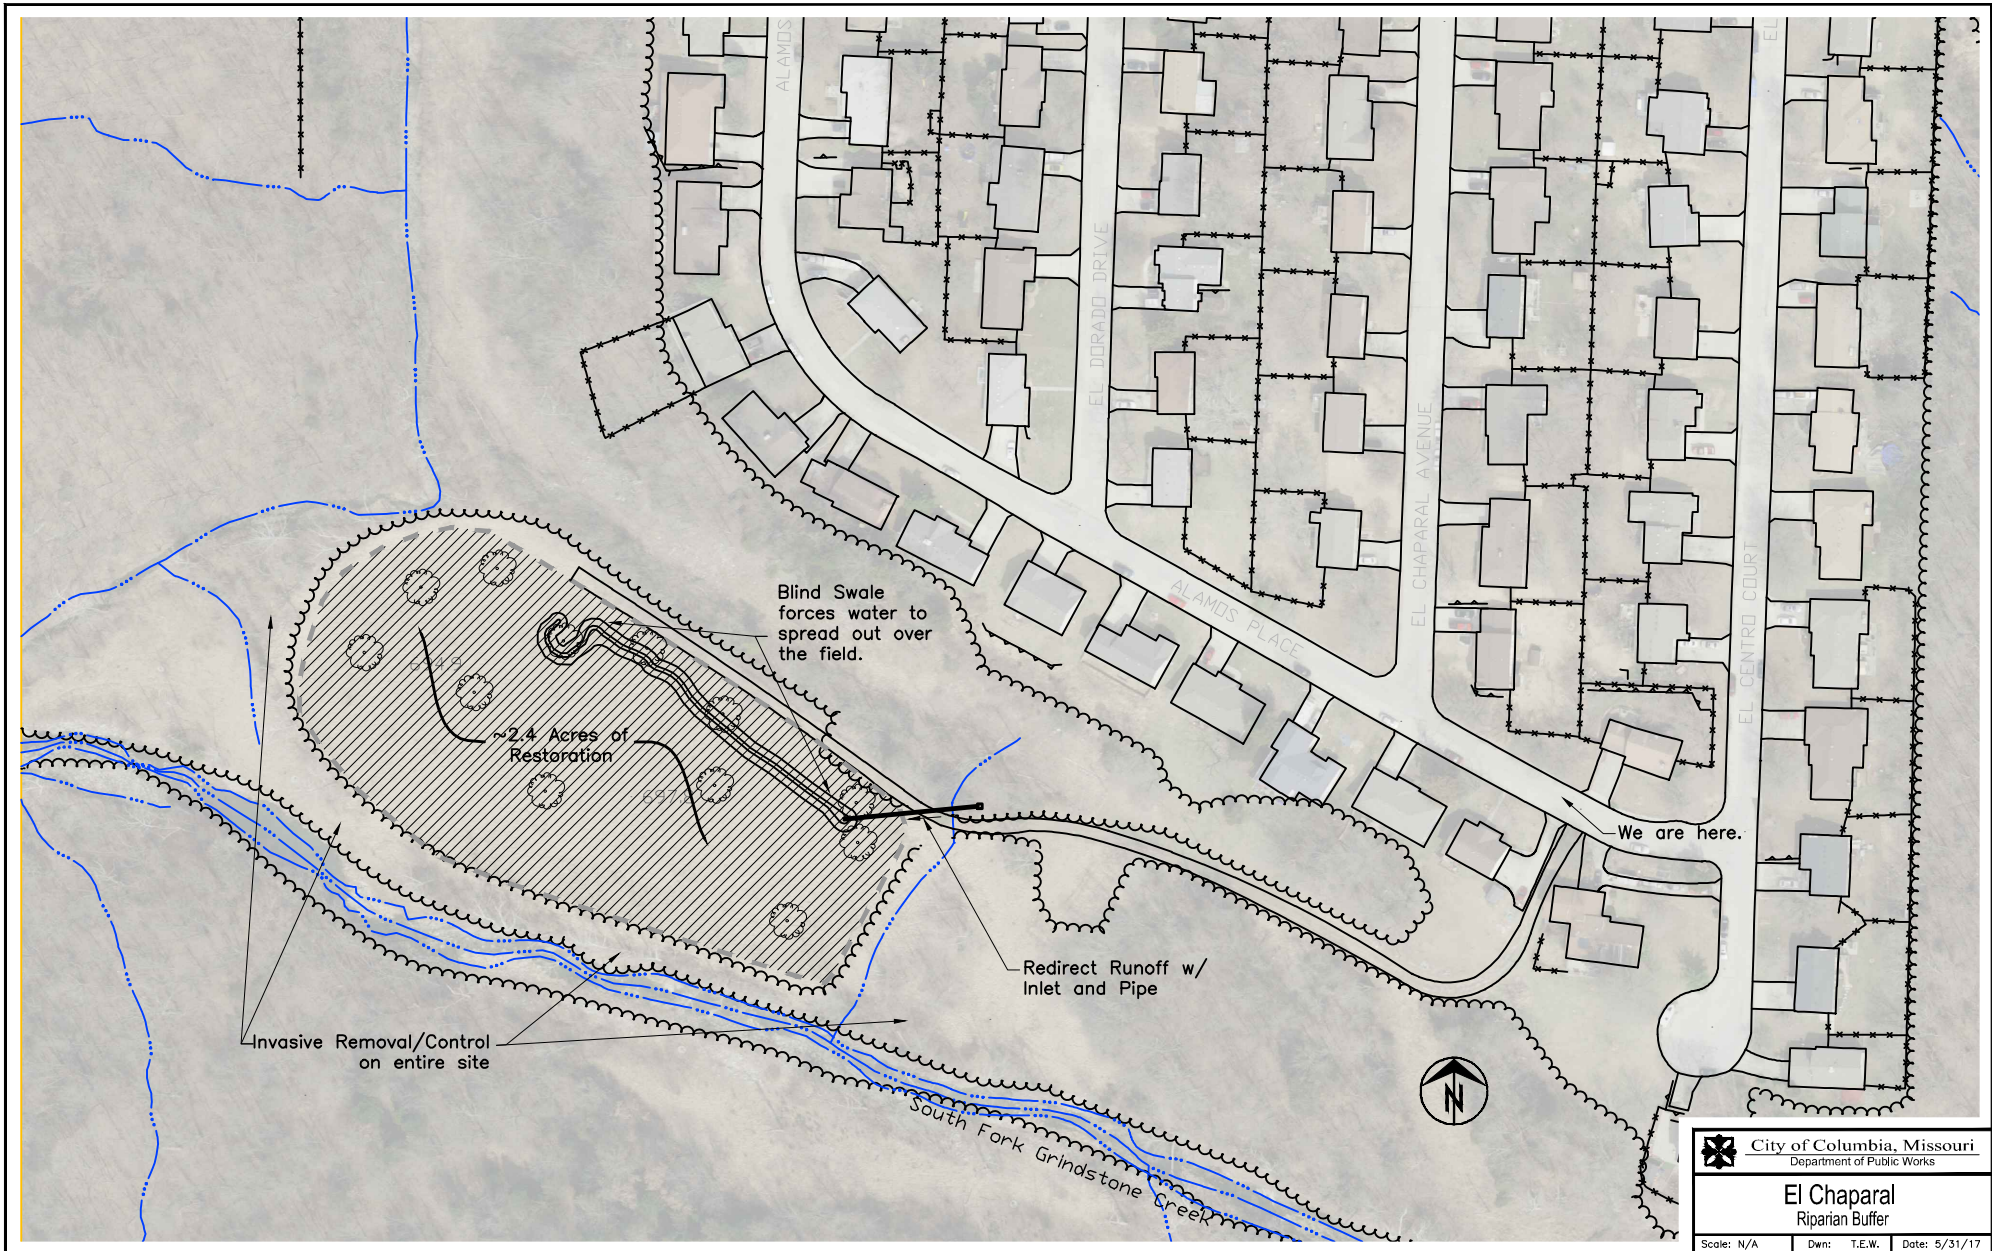 ALAMOS
EL
EL DORADO DRIVE
EL CHAPARAL AVENUE
EL CENTRO COURT
ALAMOS PLACE
Blind Swale
forces water to
spread out over
the field.
694.9
~2.4 Acres of
Restoration
We are here.
Redirect Runoff w/
Inlet and Pipe
Invasive Removal/Control
on entire site
South Fork Grindstone Creek
N
City of Columbia, Missouri
Department of Public Works
El Chaparal
Riparian Buffer
Scale: N/A
Dwn: T.E.W.
Date: 5/31/17